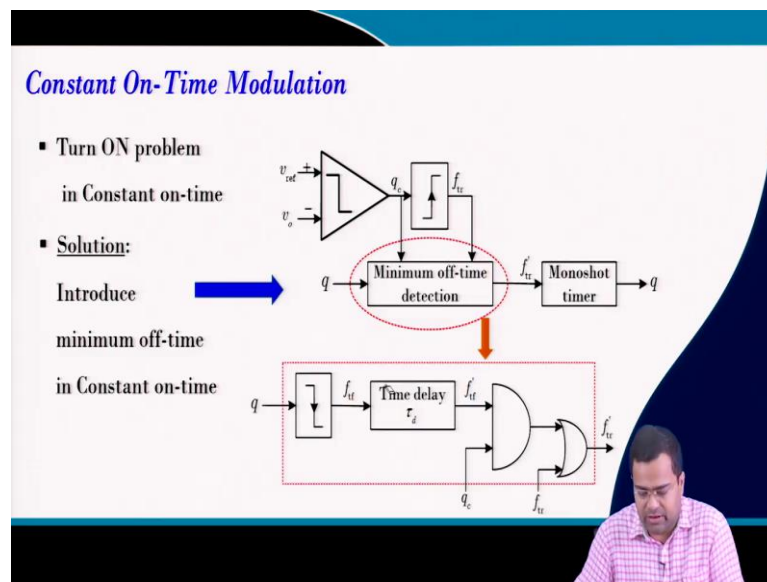 Constant On-Time Modulation
▪ Turn ON problem
in Constant on-time
▪ Solution:
Introduce
minimum off-time
in Constant on-time
v_ref +
v_o −
q_c
f_tr
q
Minimum off-time
detection
f'_tr
Monoshot
timer
q
q
f_tf
Time delay
τ_d
f'_tf
q_c
f_tr
f'_tr